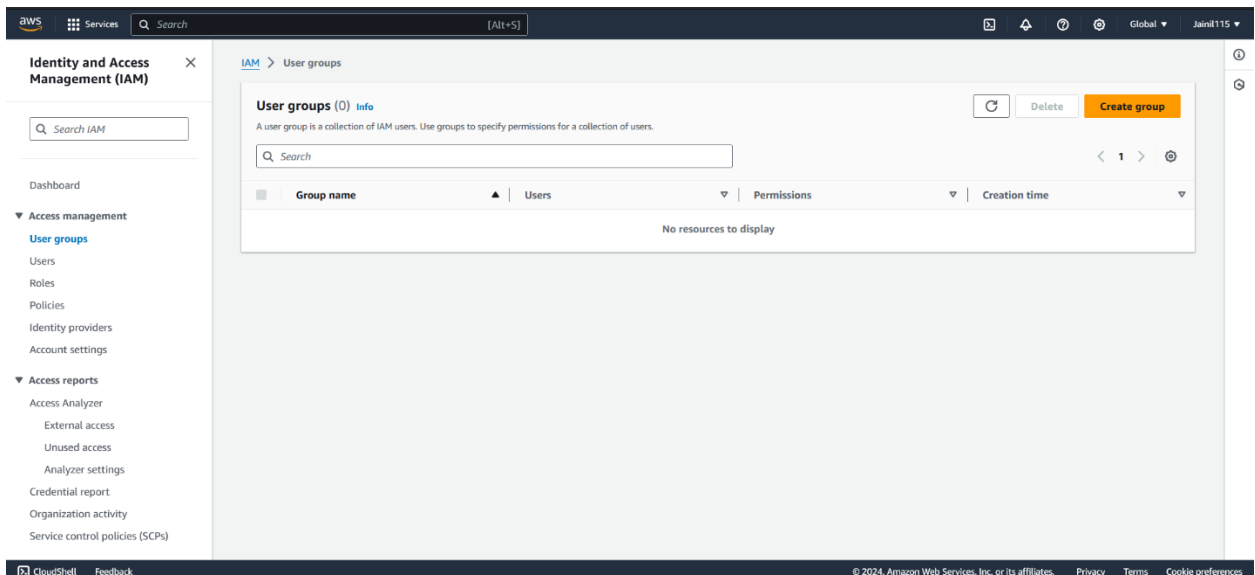 aws
Services
Search
[Alt+S]
Global
Jainil115
Identity and Access
Management (IAM)
Search IAM
Dashboard
Access management
User groups
Users
Roles
Policies
Identity providers
Account settings
Access reports
Access Analyzer
External access
Unused access
Analyzer settings
Credential report
Organization activity
Service control policies (SCPs)
IAM > User groups
User groups (0) Info
Delete
Create group
A user group is a collection of IAM users. Use groups to specify permissions for a collection of users.
Search
1
Group name
Users
Permissions
Creation time
No resources to display
CloudShell
Feedback
© 2024, Amazon Web Services, Inc. or its affiliates.
Privacy
Terms
Cookie preferences